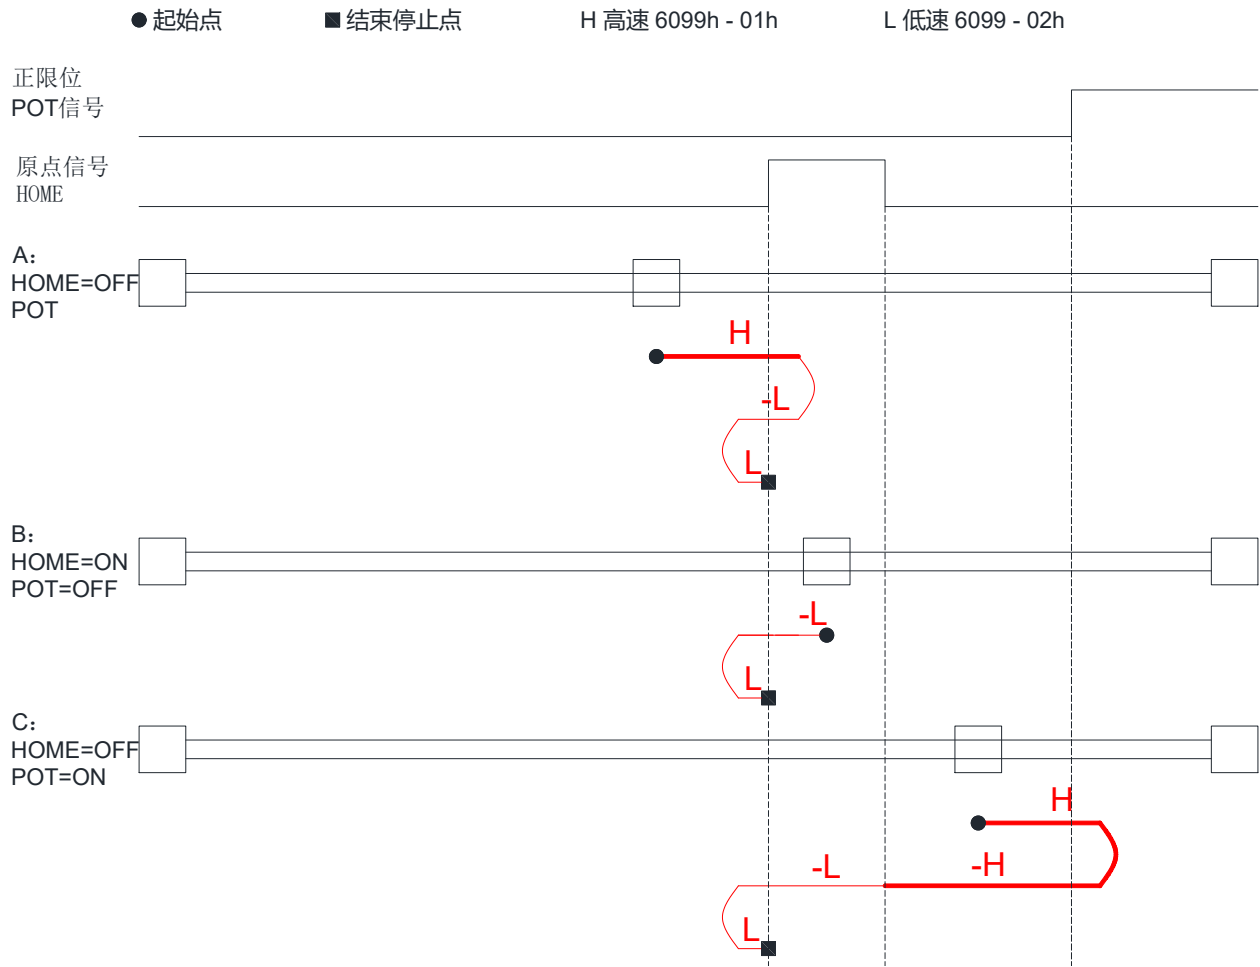 起始点
结束停止点
H 高速 6099h - 01h
L 低速 6099 - 02h
正限位
POT信号
原点信号
HOME
A：
HOME=OFF
POT
H
-L
L
B：
HOME=ON
POT=OFF
-L
L
C：
HOME=OFF
POT=ON
H
-H
-L
L